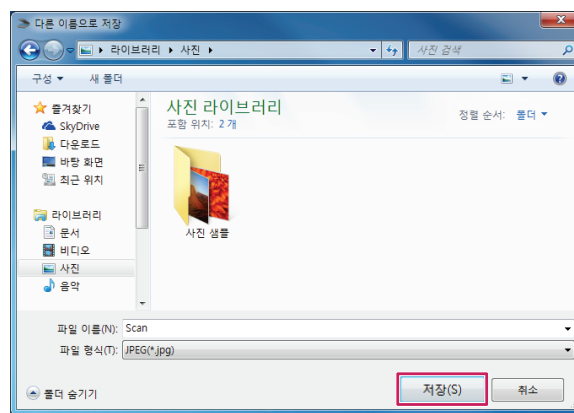 다른 이름으로 저장
라이브러리 ▸ 사진 ▸
사진 검색
구성 ▾ 새 폴더
즐겨찾기
SkyDrive
다운로드
바탕 화면
최근 위치
라이브러리
문서
비디오
사진
음악
사진 라이브러리
포함 위치: 2개
정렬 순서: 폴더 ▾
사진 샘플
파일 이름(N): Scan
파일 형식(T): JPEG(*.jpg)
폴더 숨기기
저장(S)
취소